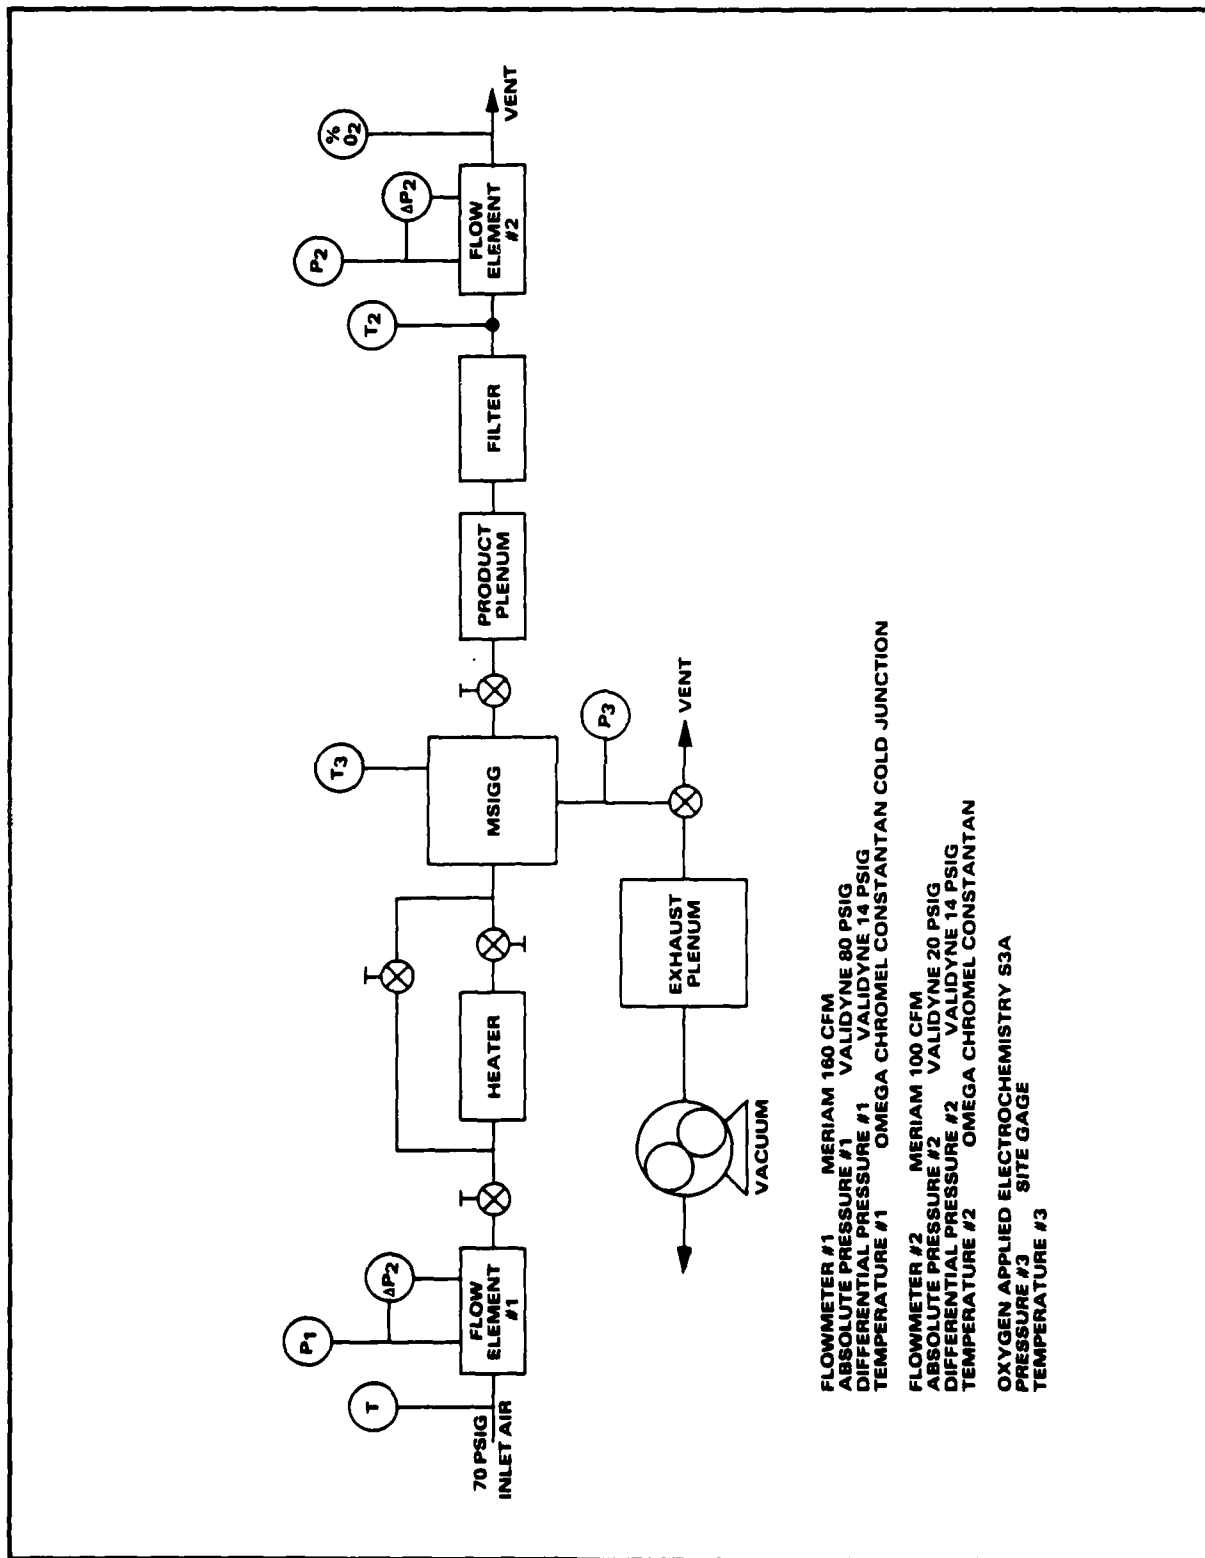 T
P1
ΔP2
70 PSIG
INLET AIR
FLOW
ELEMENT
#1
HEATER
T3
MSIGG
P3
VENT
EXHAUST
PLENUM
VACUUM
PRODUCT
PLENUM
FILTER
T2
P2
ΔP2
FLOW
ELEMENT
#2
%
O2
VENT
FLOWMETER #1 MERIAM 160 CFM
ABSOLUTE PRESSURE #1 VALIDYNE 80 PSIG
DIFFERENTIAL PRESSURE #1 VALIDYNE 14 PSIG
TEMPERATURE #1 OMEGA CHROMEL CONSTANTAN COLD JUNCTION
FLOWMETER #2 MERIAM 100 CFM
ABSOLUTE PRESSURE #2 VALIDYNE 20 PSIG
DIFFERENTIAL PRESSURE #2 VALIDYNE 14 PSIG
TEMPERATURE #2 OMEGA CHROMEL CONSTANTAN
OXYGEN APPLIED ELECTROCHEMISTRY S3A
PRESSURE #3 SITE GAGE
TEMPERATURE #3